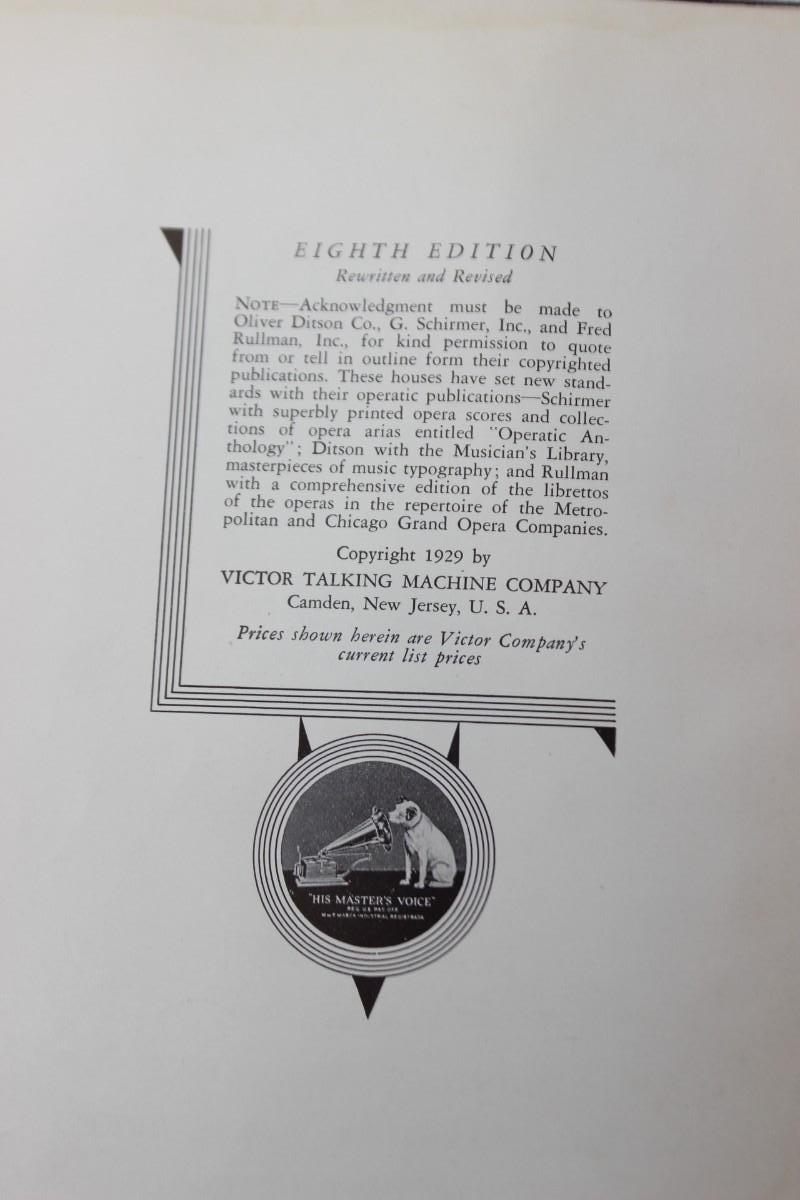 EIGHTH EDITION
Rewritten and Revised
NOTE—Acknowledgment must be made to
Oliver Ditson Co., G. Schirmer, Inc., and Fred
Rullman, Inc., for kind permission to quote
from or tell in outline form their copyrighted
publications. These houses have set new stand-
ards with their operatic publications—Schirmer
with superbly printed opera scores and collec-
tions of opera arias entitled "Operatic An-
thology"; Ditson with the Musician's Library,
masterpieces of music typography; and Rullman
with a comprehensive edition of the librettos
of the operas in the repertoire of the Metro-
politan and Chicago Grand Opera Companies.
Copyright 1929 by
VICTOR TALKING MACHINE COMPANY
Camden, New Jersey, U. S. A.
Prices shown herein are Victor Company's
current list prices
"HIS MASTER'S VOICE"
REG. U.S. PAT. OFF.
MARCA INDUSTRIAL REGISTRADA